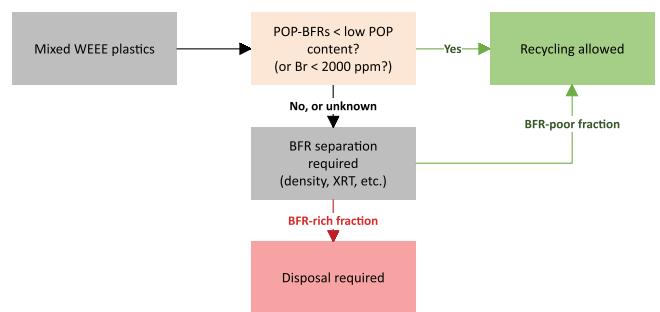 Mixed WEEE plastics
POP-BFRs < low POP
content?
(or Br < 2000 ppm?)
Yes
Recycling allowed
No, or unknown
BFR-poor fraction
BFR separation
required
(density, XRT, etc.)
BFR-rich fraction
Disposal required